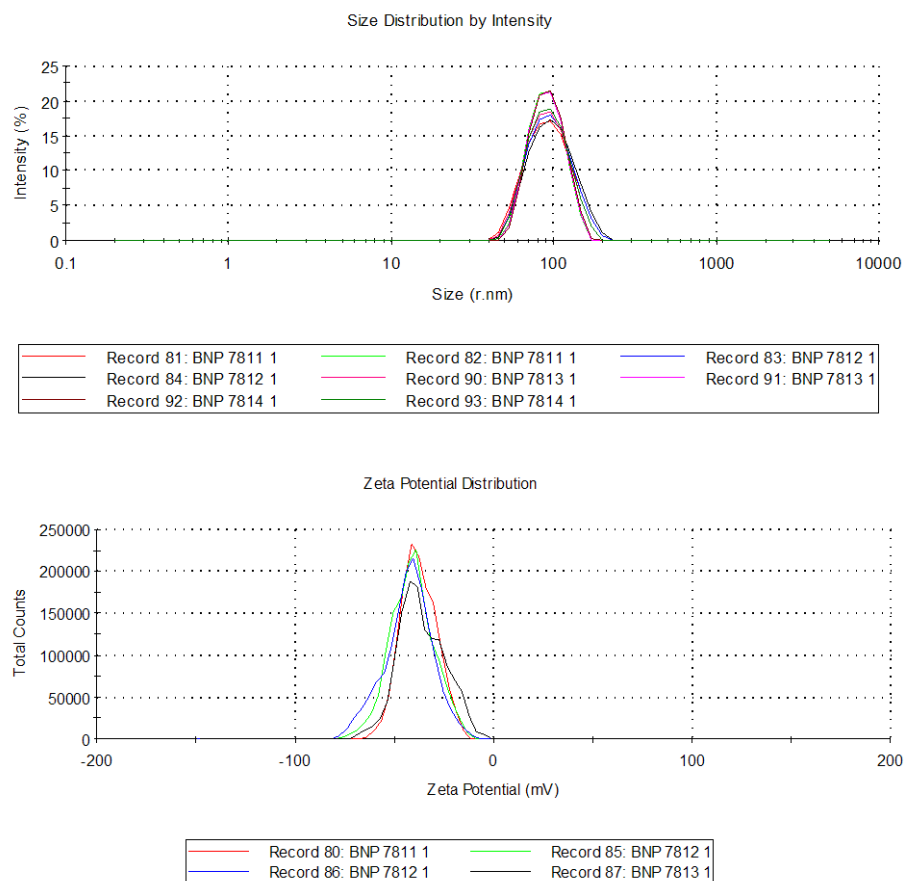 Size Distribution by Intensity
25
20
15
10
5
0
Intensity (%)
0.1 1 10 100 1000 10000
Size (r.nm)
Record 81: BNP 7811 1 Record 82: BNP 7811 1 Record 83: BNP 7812 1
Record 84: BNP 7812 1 Record 90: BNP 7813 1 Record 91: BNP 7813 1
Record 92: BNP 7814 1 Record 93: BNP 7814 1
Zeta Potential Distribution
250000
200000
150000
100000
50000
0
Total Counts
-200 -100 0 100 200
Zeta Potential (mV)
Record 80: BNP 7811 1 Record 85: BNP 7812 1
Record 86: BNP 7812 1 Record 87: BNP 7813 1